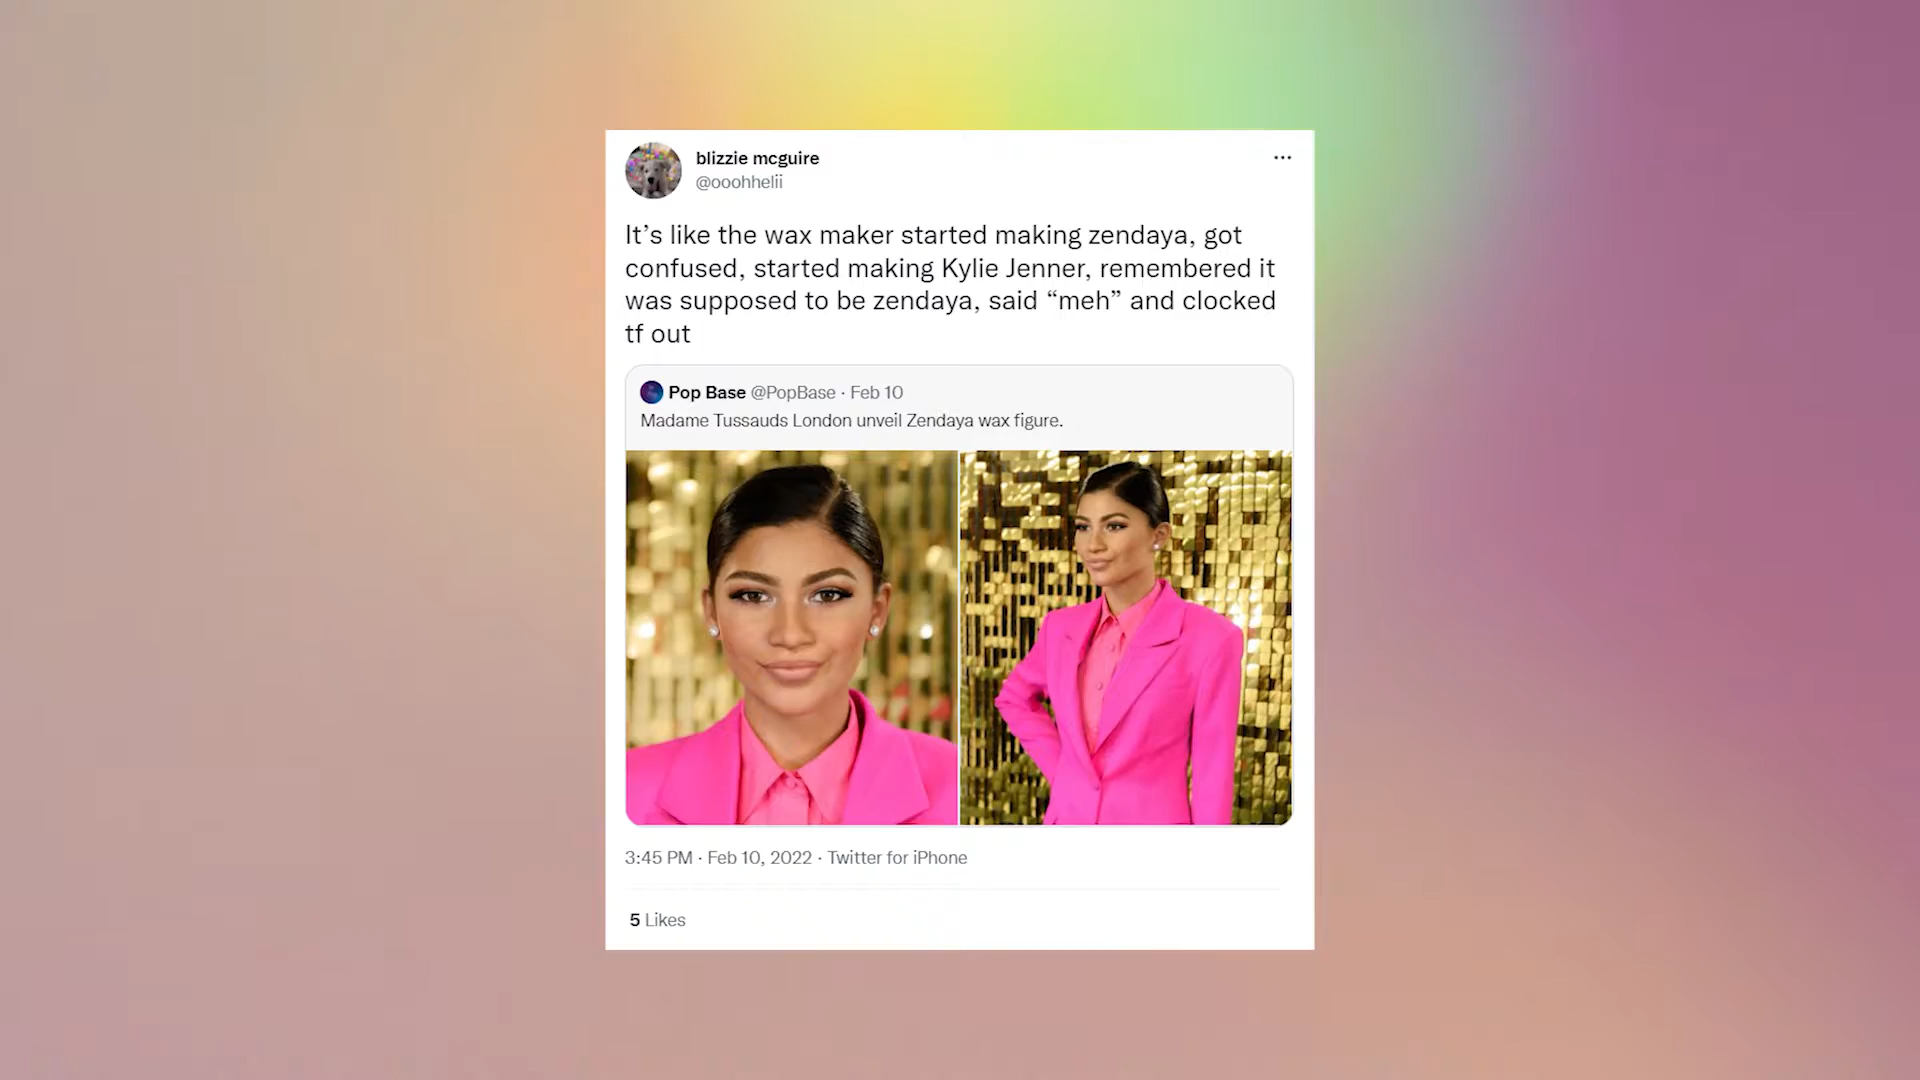 blizzie mcguire
@ooohhelii
It’s like the wax maker started making zendaya, got
confused, started making Kylie Jenner, remembered it
was supposed to be zendaya, said “meh” and clocked
tf out
Pop Base @PopBase · Feb 10
Madame Tussauds London unveil Zendaya wax figure.
3:45 PM · Feb 10, 2022 · Twitter for iPhone
5 Likes